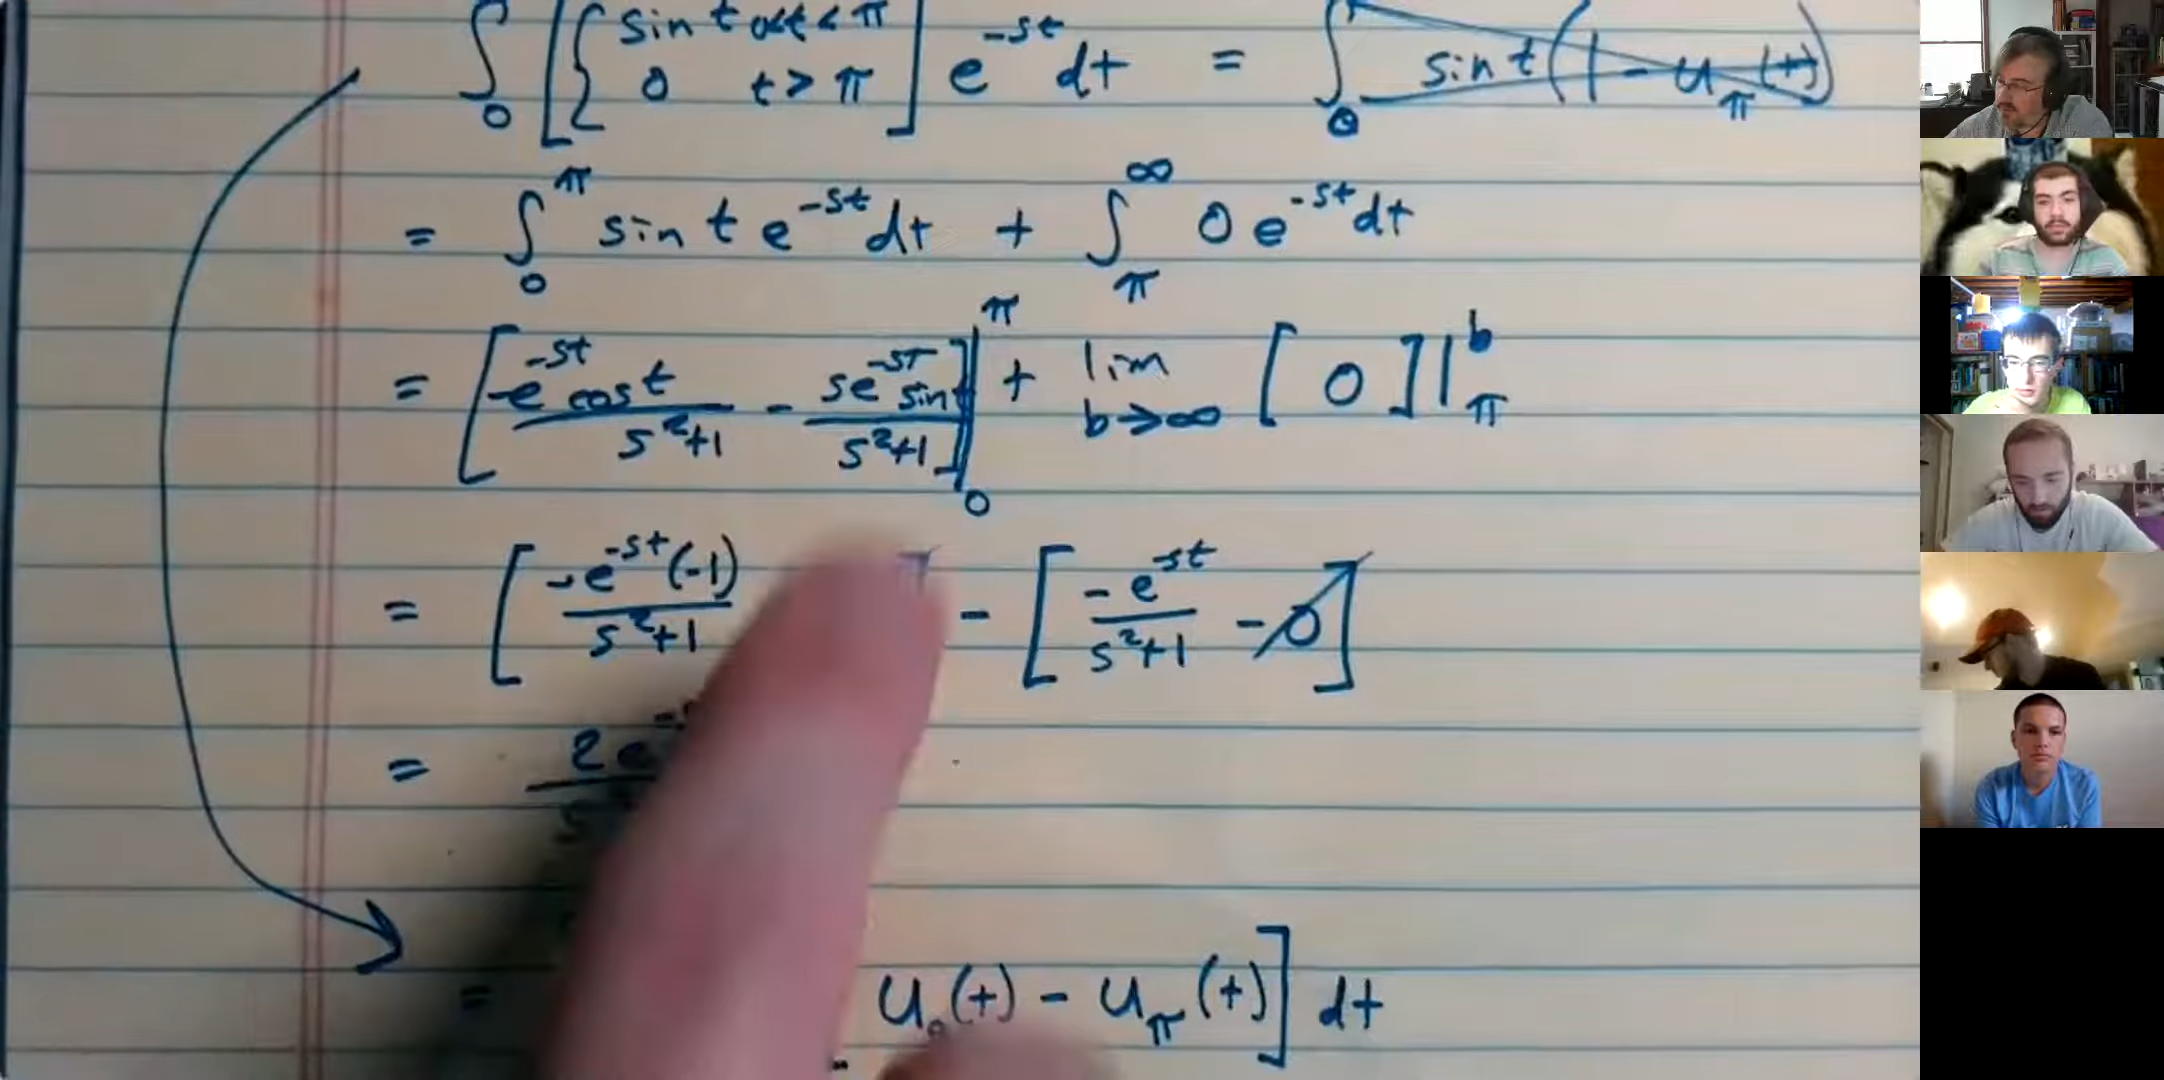 ∫₀ [{ sin t 0<t<π
0 t>π ] e^{-st} dt = ∫₀ sin t (1 - u_π(t))
= ∫₀^π sin t e^{-st} dt + ∫_π^∞ 0 e^{-st} dt
= [ -e^{-st} cos t / s²+1 - s e^{-st} sin t / s²+1 ] |₀^π + lim b→∞ [ 0 ] |_π^b
= [ -e^{-st} (-1) / s²+1 - [ -e^{-st} / s²+1 - 0 ]
= 2e
= u₀(t) - u_π(t) ] dt